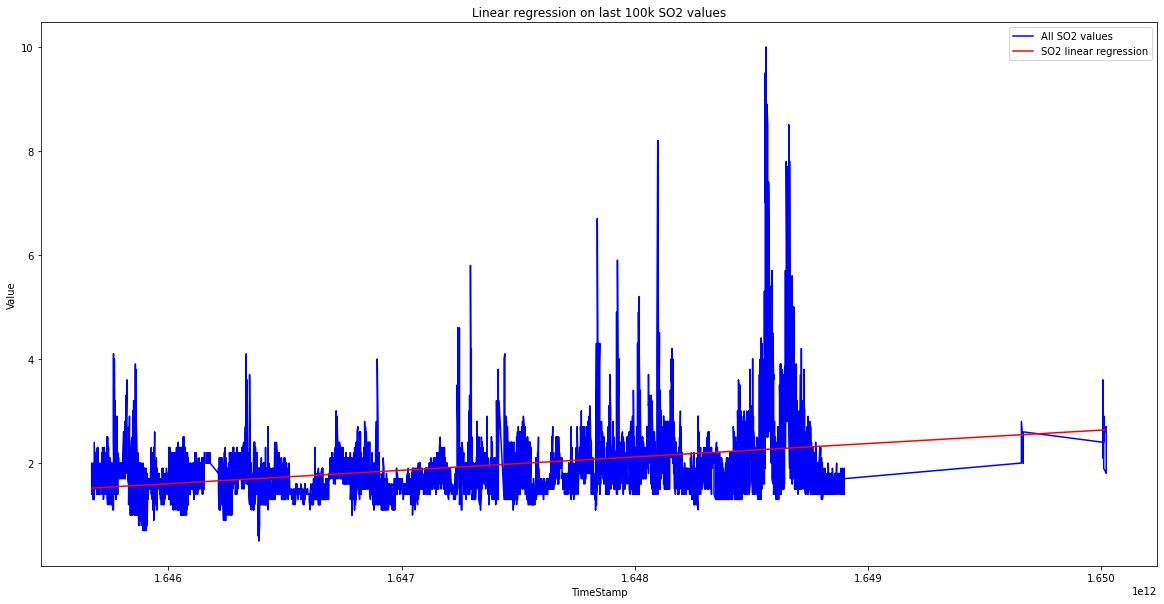 Linear regression on last 100k SO2 values
All SO2 values
SO2 linear regression
10
8
6
4
2
Value
1.646 1.647 1.648 1.649 1.650
1e12
TimeStamp